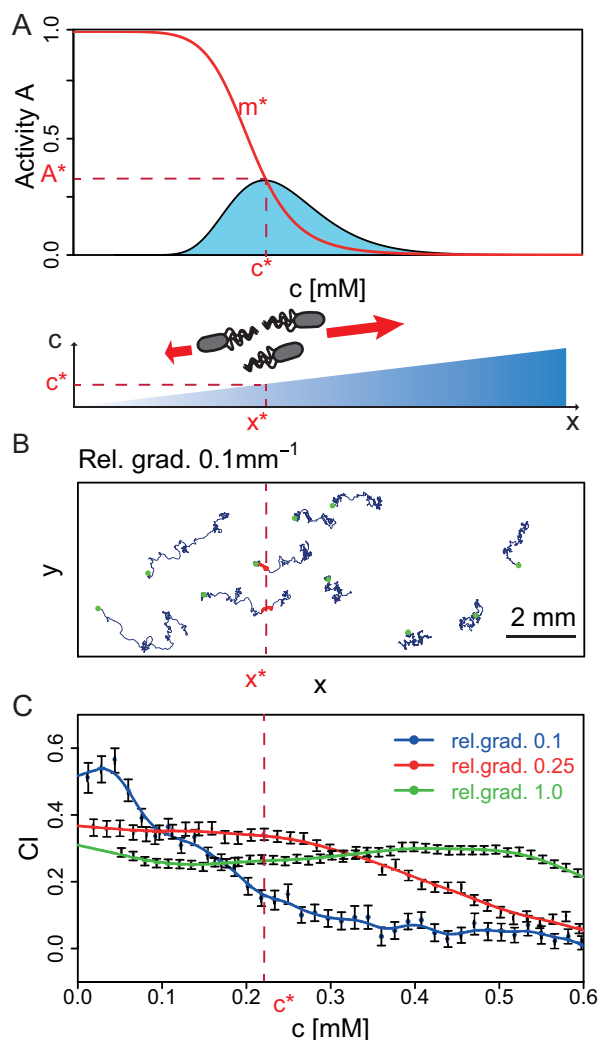 A
Activity A
1.0
0.5
0.0
m*
A*
c*
c [mM]
c
c*
x*
x
B
Rel. grad. 0.1mm⁻¹
y
2 mm
x*
x
C
CI
0.6
0.4
0.2
0.0
rel.grad. 0.1
rel.grad. 0.25
rel.grad. 1.0
0.0 0.1 0.2 0.3 0.4 0.5 0.6
c*
c [mM]